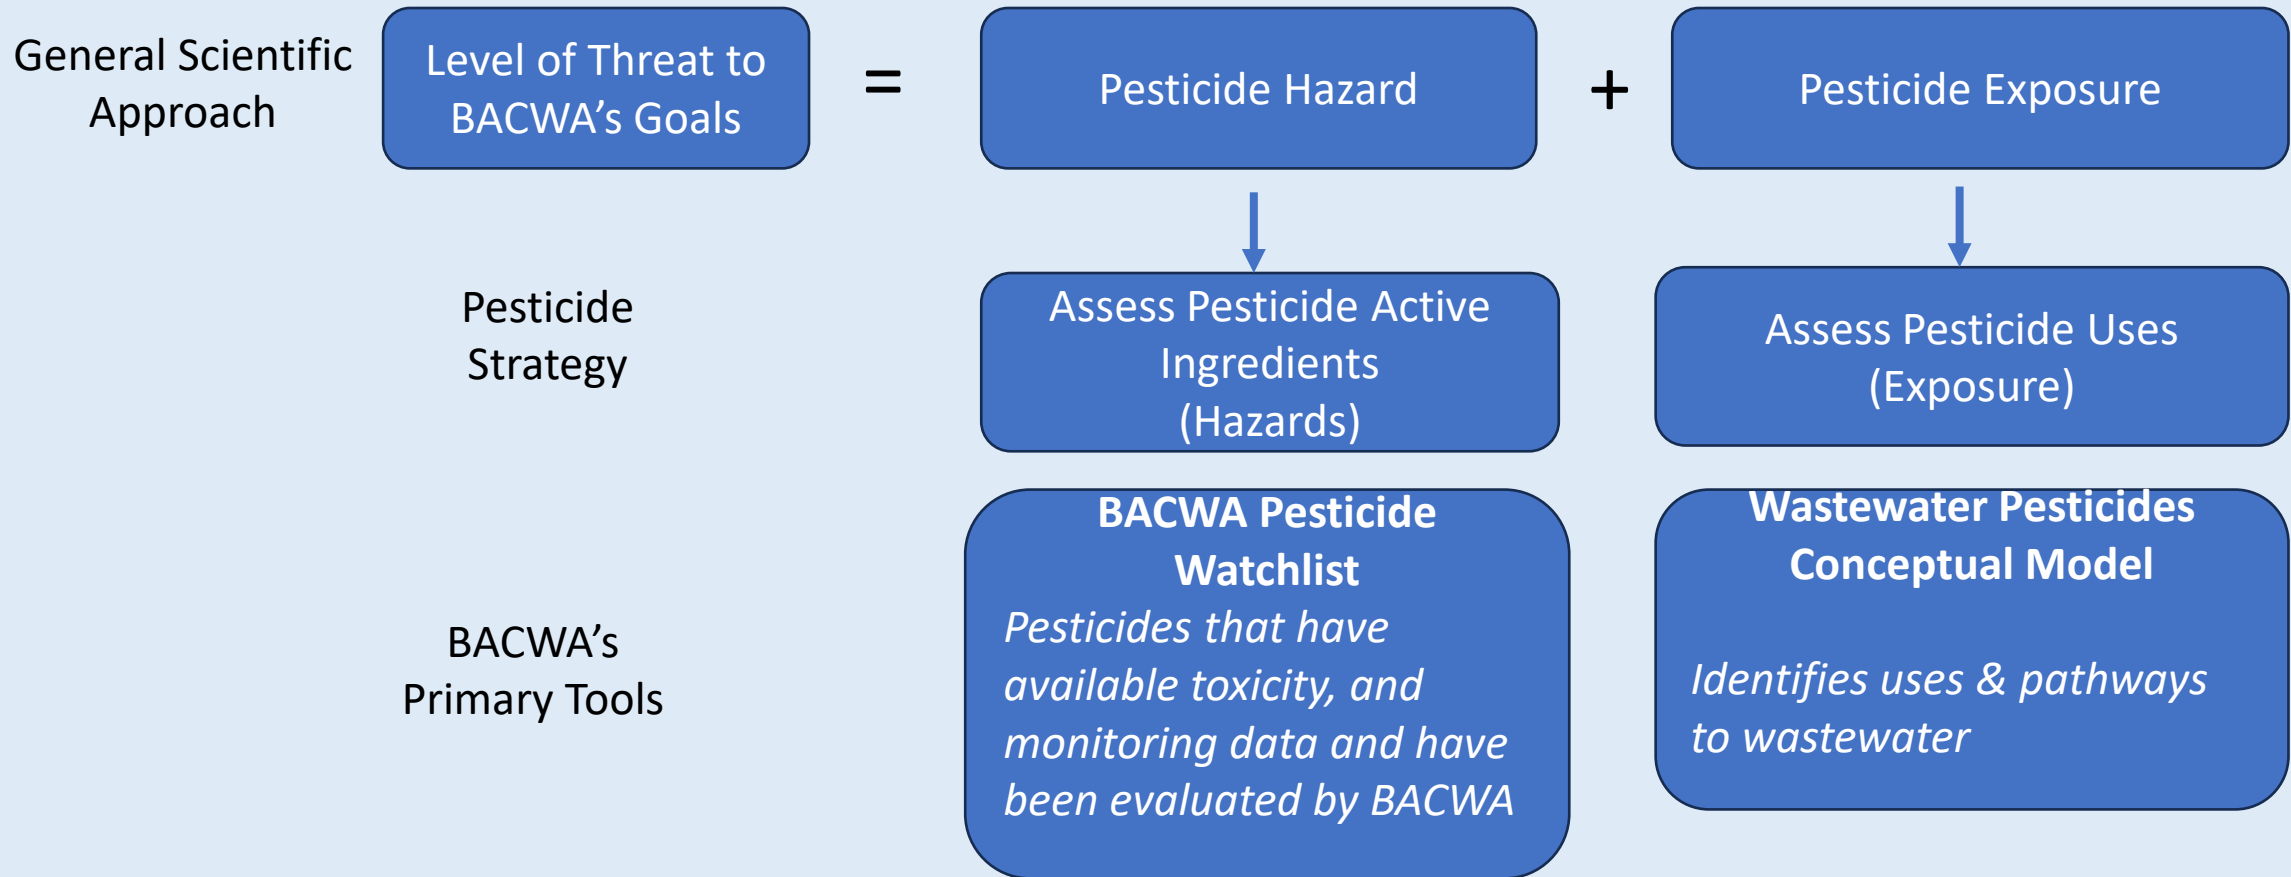 General Scientific
Approach
Level of Threat to
BACWA's Goals
=
Pesticide Hazard
+
Pesticide Exposure
Pesticide
Strategy
Assess Pesticide Active
Ingredients
(Hazards)
Assess Pesticide Uses
(Exposure)
BACWA's
Primary Tools
BACWA Pesticide
Watchlist
Pesticides that have
available toxicity, and
monitoring data and have
been evaluated by BACWA
Wastewater Pesticides
Conceptual Model
Identifies uses & pathways
to wastewater